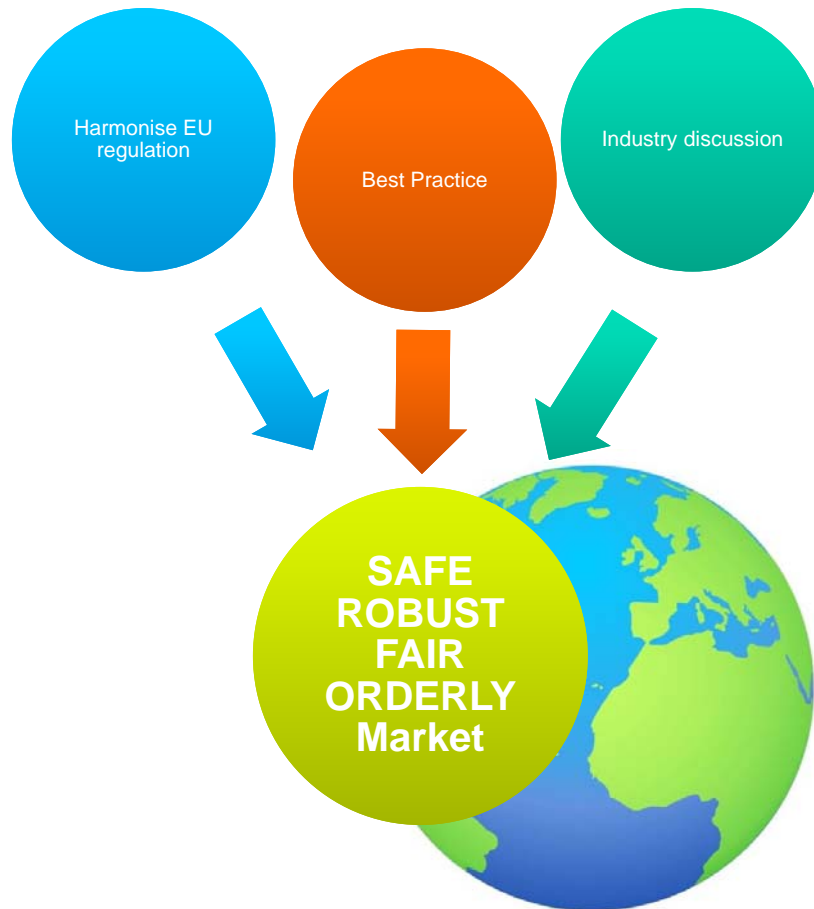 Harmonise EU
regulation
Best Practice
Industry discussion
SAFE
ROBUST
FAIR
ORDERLY
Market